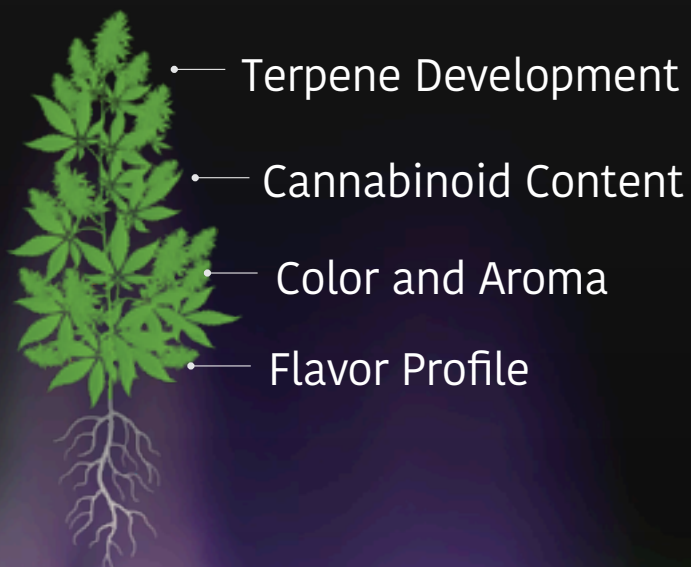 Terpene Development
Cannabinoid Content
Color and Aroma
Flavor Profile